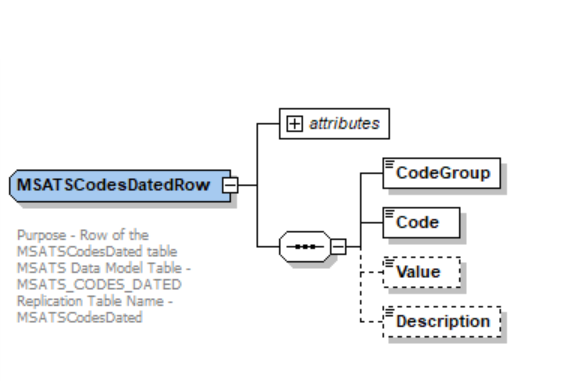 attributes
MSATSCodesDatedRow
CodeGroup
Code
Value
Description
Purpose - Row of the
MSATSCodesDated table
MSATS Data Model Table -
MSATS_CODES_DATED
Replication Table Name -
MSATSCodesDated